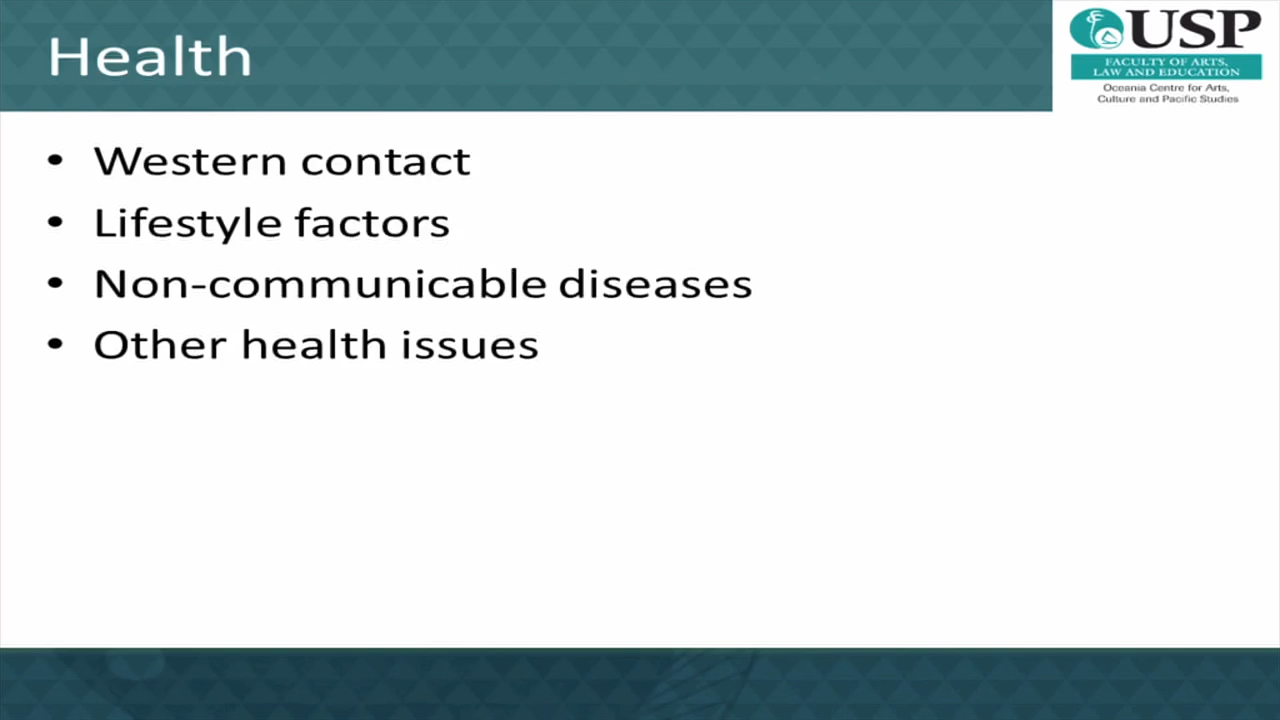 Health
USP
FACULTY OF ARTS,
LAW AND EDUCATION
Oceania Centre for Arts,
Culture and Pacific Studies
• Western contact
• Lifestyle factors
• Non-communicable diseases
• Other health issues